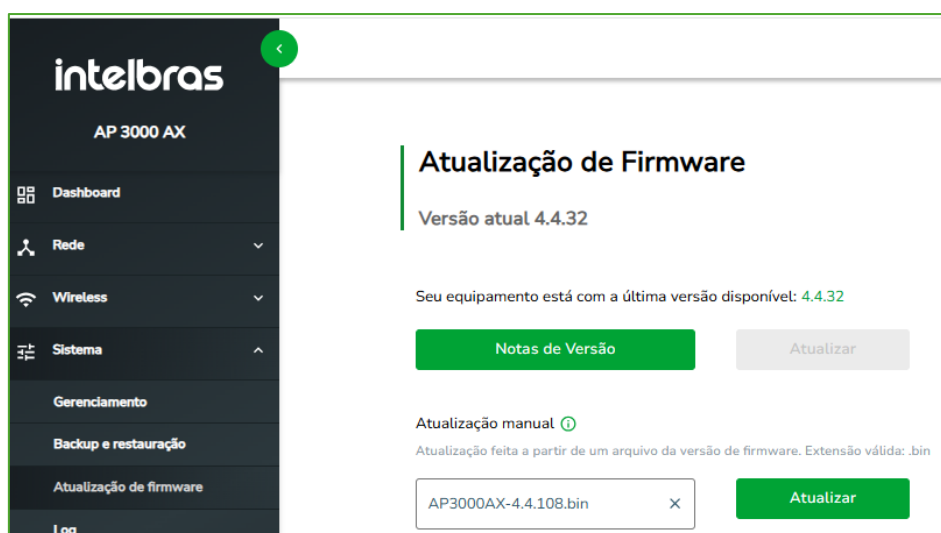 intelbras
AP 3000 AX
Dashboard
Rede
Wireless
Sistema
Gerenciamento
Backup e restauração
Atualização de firmware
Log
Atualização de Firmware
Versão atual 4.4.32
Seu equipamento está com a última versão disponível: 4.4.32
Notas de Versão
Atualizar
Atualização manual
Atualização feita a partir de um arquivo da versão de firmware. Extensão válida: .bin
AP3000AX-4.4.108.bin
Atualizar